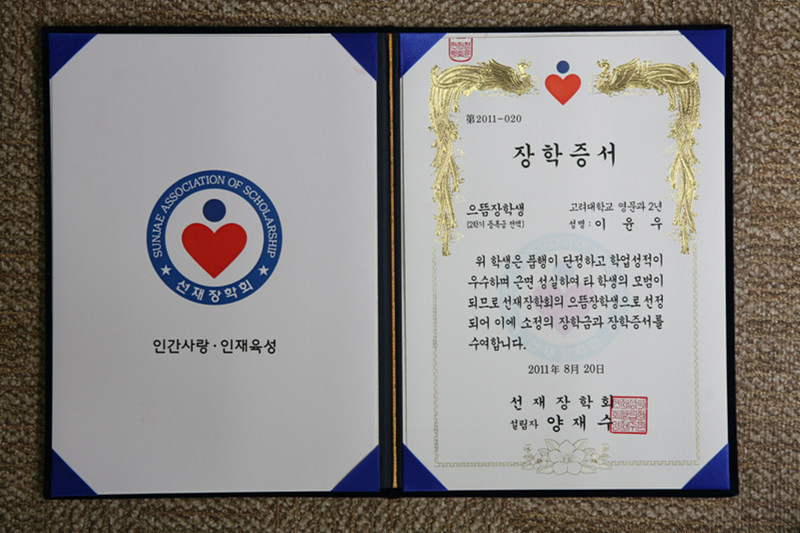 SUNJAE ASSOCIATION OF SCHOLARSHIP
선재장학회
인간사랑·인재육성
제2011-020
장학증서
으뜸장학생 고려대학교 영문과 2년
(2학기 등록금 전액) 성명: 이윤우
위 학생은 품행이 단정하고 학업성적이
우수하며 근면 성실하여 타 학생의 모범이
되므로 선재장학회의 으뜸장학생으로 선정
되어 이에 소정의 장학금과 장학증서를
수여합니다.
2011年 8月 20日
선재장학회
설립자 양재수